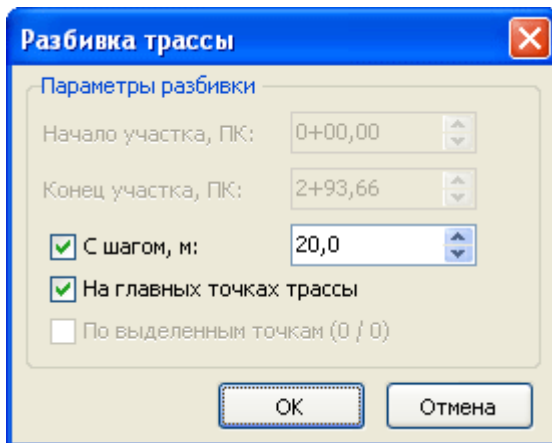 Разбивка трассы
Параметры разбивки
Начало участка, ПК: 0+00,00
Конец участка, ПК: 2+93,66
С шагом, м: 20,0
На главных точках трассы
По выделенным точкам (0 / 0)
ОК Отмена